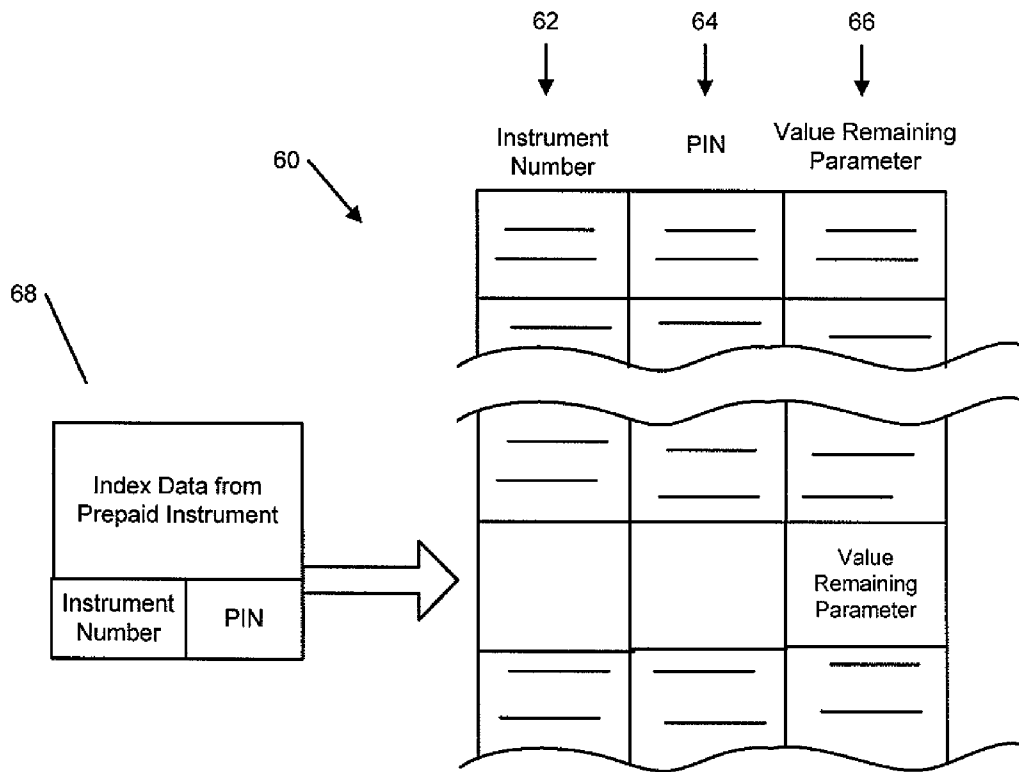 62
64
66
Instrument
Number
PIN
Value Remaining
Parameter
60
68
Index Data from
Prepaid Instrument
Instrument
Number
PIN
Value
Remaining
Parameter